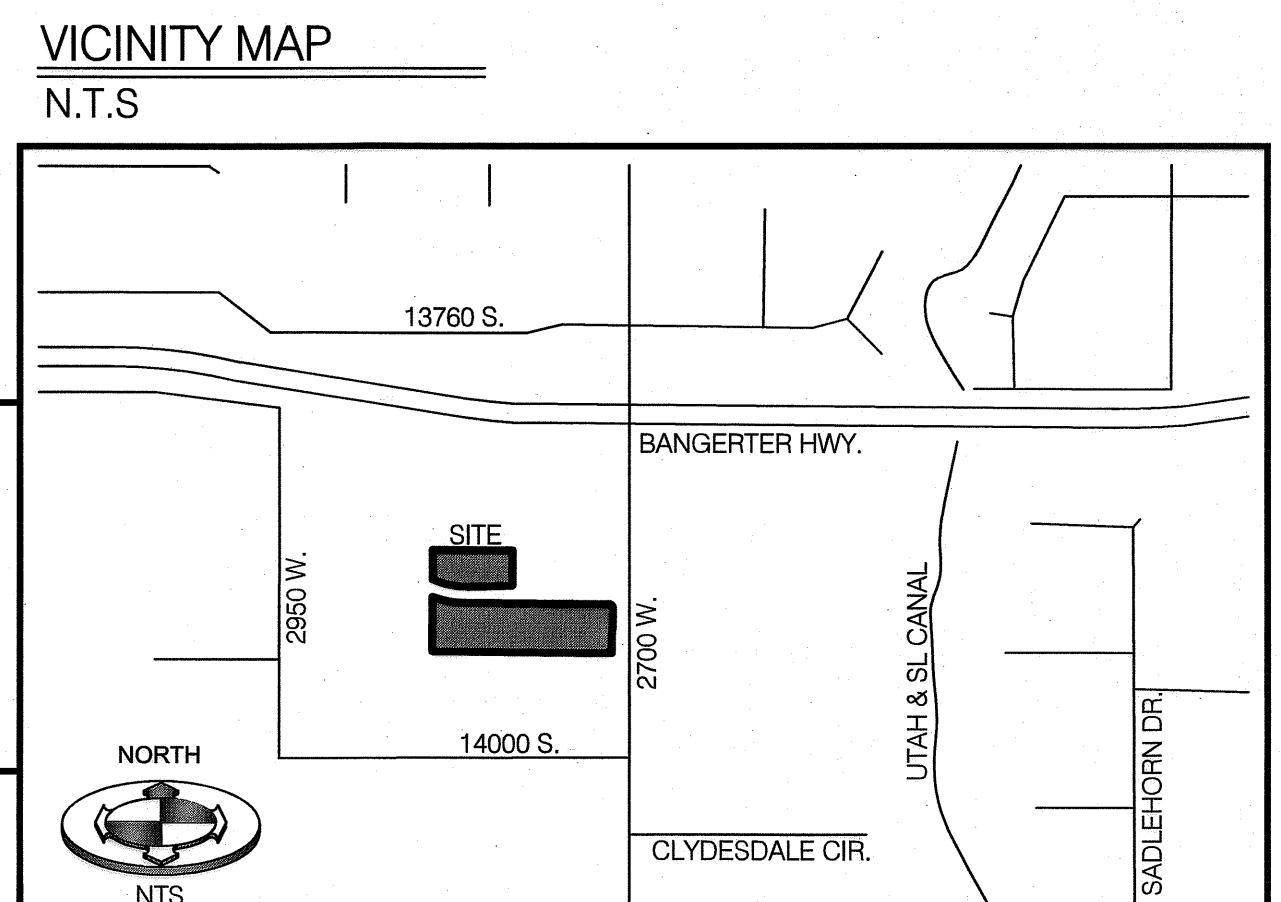 VICINITY MAP
N.T.S
13760 S.
BANGERTER HWY.
SITE
2950 W.
2700 W.
UTAH & SL CANAL
14000 S.
SADLEHORN DR.
NORTH
CLYDESDALE CIR.
NTS